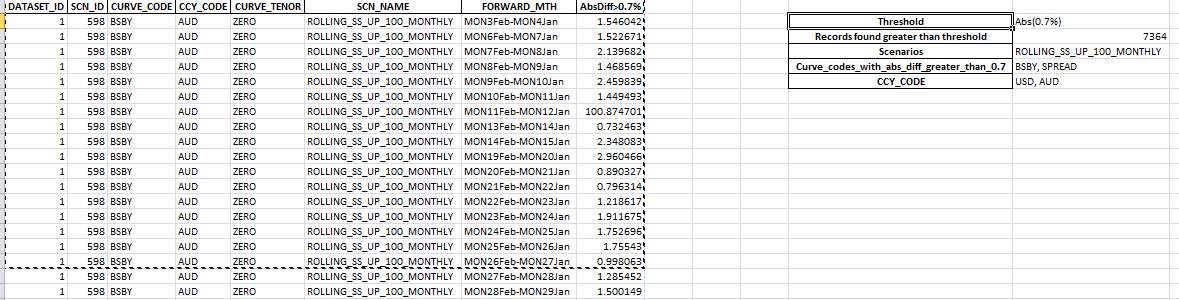 DATASET_ID SCN_ID CURVE_CODE CCY_CODE CURVE_TENOR SCN_NAME FORWARD_MTH AbsDiff>0.7%
1 598 BSBY AUD ZERO ROLLING_SS_UP_100_MONTHLY MON3Feb-MON4Jan 1.546042 Threshold Abs(0.7%)
1 598 BSBY AUD ZERO ROLLING_SS_UP_100_MONTHLY MON6Feb-MON7Jan 1.522671 Records found greater than threshold 7364
1 598 BSBY AUD ZERO ROLLING_SS_UP_100_MONTHLY MON7Feb-MON8Jan 2.139682 Scenarios ROLLING_SS_UP_100_MONTHLY
1 598 BSBY AUD ZERO ROLLING_SS_UP_100_MONTHLY MON8Feb-MON9Jan 1.468569 Curve_codes_with_abs_diff_greater_than_0.7 BSBY, SPREAD
1 598 BSBY AUD ZERO ROLLING_SS_UP_100_MONTHLY MON9Feb-MON10Jan 2.459839 CCY_CODE USD, AUD
1 598 BSBY AUD ZERO ROLLING_SS_UP_100_MONTHLY MON10Feb-MON11Jan 1.449493
1 598 BSBY AUD ZERO ROLLING_SS_UP_100_MONTHLY MON11Feb-MON12Jan 100.874701
1 598 BSBY AUD ZERO ROLLING_SS_UP_100_MONTHLY MON13Feb-MON14Jan 0.732463
1 598 BSBY AUD ZERO ROLLING_SS_UP_100_MONTHLY MON14Feb-MON15Jan 2.348083
1 598 BSBY AUD ZERO ROLLING_SS_UP_100_MONTHLY MON19Feb-MON20Jan 2.960466
1 598 BSBY AUD ZERO ROLLING_SS_UP_100_MONTHLY MON20Feb-MON21Jan 0.890327
1 598 BSBY AUD ZERO ROLLING_SS_UP_100_MONTHLY MON21Feb-MON22Jan 0.796314
1 598 BSBY AUD ZERO ROLLING_SS_UP_100_MONTHLY MON22Feb-MON23Jan 1.218617
1 598 BSBY AUD ZERO ROLLING_SS_UP_100_MONTHLY MON23Feb-MON24Jan 1.911675
1 598 BSBY AUD ZERO ROLLING_SS_UP_100_MONTHLY MON24Feb-MON25Jan 1.752696
1 598 BSBY AUD ZERO ROLLING_SS_UP_100_MONTHLY MON25Feb-MON26Jan 1.75543
1 598 BSBY AUD ZERO ROLLING_SS_UP_100_MONTHLY MON26Feb-MON27Jan 0.998063
1 598 BSBY AUD ZERO ROLLING_SS_UP_100_MONTHLY MON27Feb-MON28Jan 1.285452
1 598 BSBY AUD ZERO ROLLING_SS_UP_100_MONTHLY MON28Feb-MON29Jan 1.500149